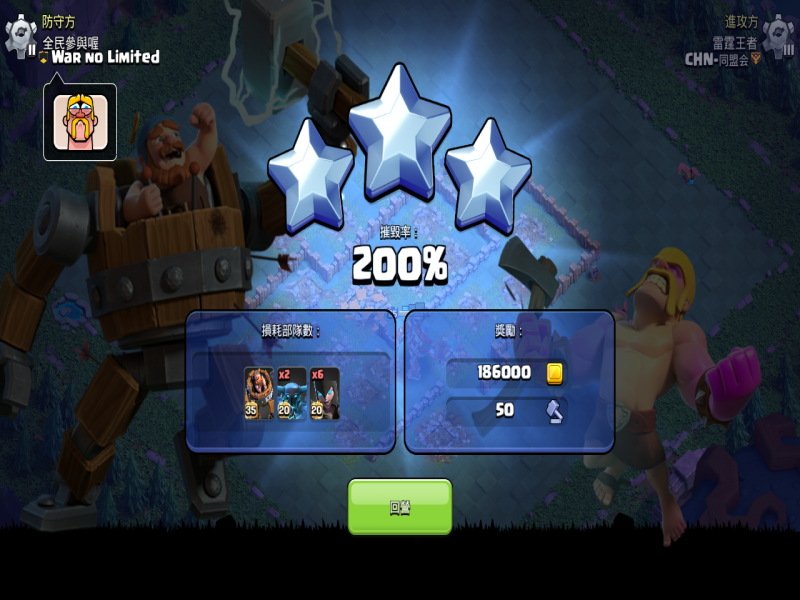 防守方
全民參與喔
War no Limited
進攻方
雷霆王者
CHN-同盟会
摧毀率：
200%
損耗部隊數：
獎勵：
x2
x6
35
20
20
186000
50
回營
II
III